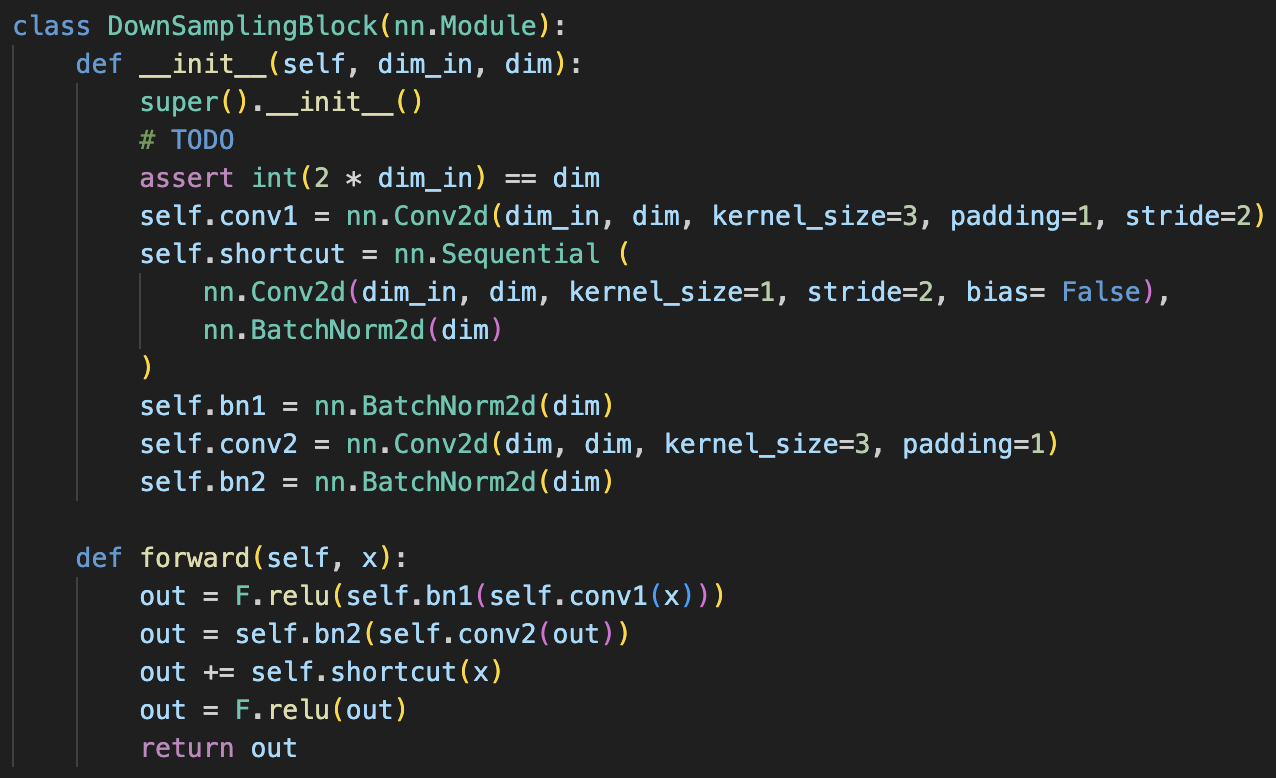 class DownSamplingBlock(nn.Module):
    def __init__(self, dim_in, dim):
        super().__init__()
        # TODO
        assert int(2 * dim_in) == dim
        self.conv1 = nn.Conv2d(dim_in, dim, kernel_size=3, padding=1, stride=2)
        self.shortcut = nn.Sequential (
            nn.Conv2d(dim_in, dim, kernel_size=1, stride=2, bias= False),
            nn.BatchNorm2d(dim)
        )
        self.bn1 = nn.BatchNorm2d(dim)
        self.conv2 = nn.Conv2d(dim, dim, kernel_size=3, padding=1)
        self.bn2 = nn.BatchNorm2d(dim)

    def forward(self, x):
        out = F.relu(self.bn1(self.conv1(x)))
        out = self.bn2(self.conv2(out))
        out += self.shortcut(x)
        out = F.relu(out)
        return out